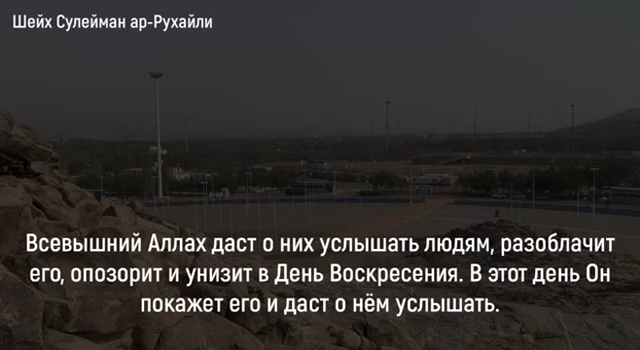 Шейх Сулейман ар-Рухайли
Всевышний Аллах даст о них услышать людям, разоблачит
его, опозорит и унизит в День Воскресения. В этот день Он
покажет его и даст о нём услышать.